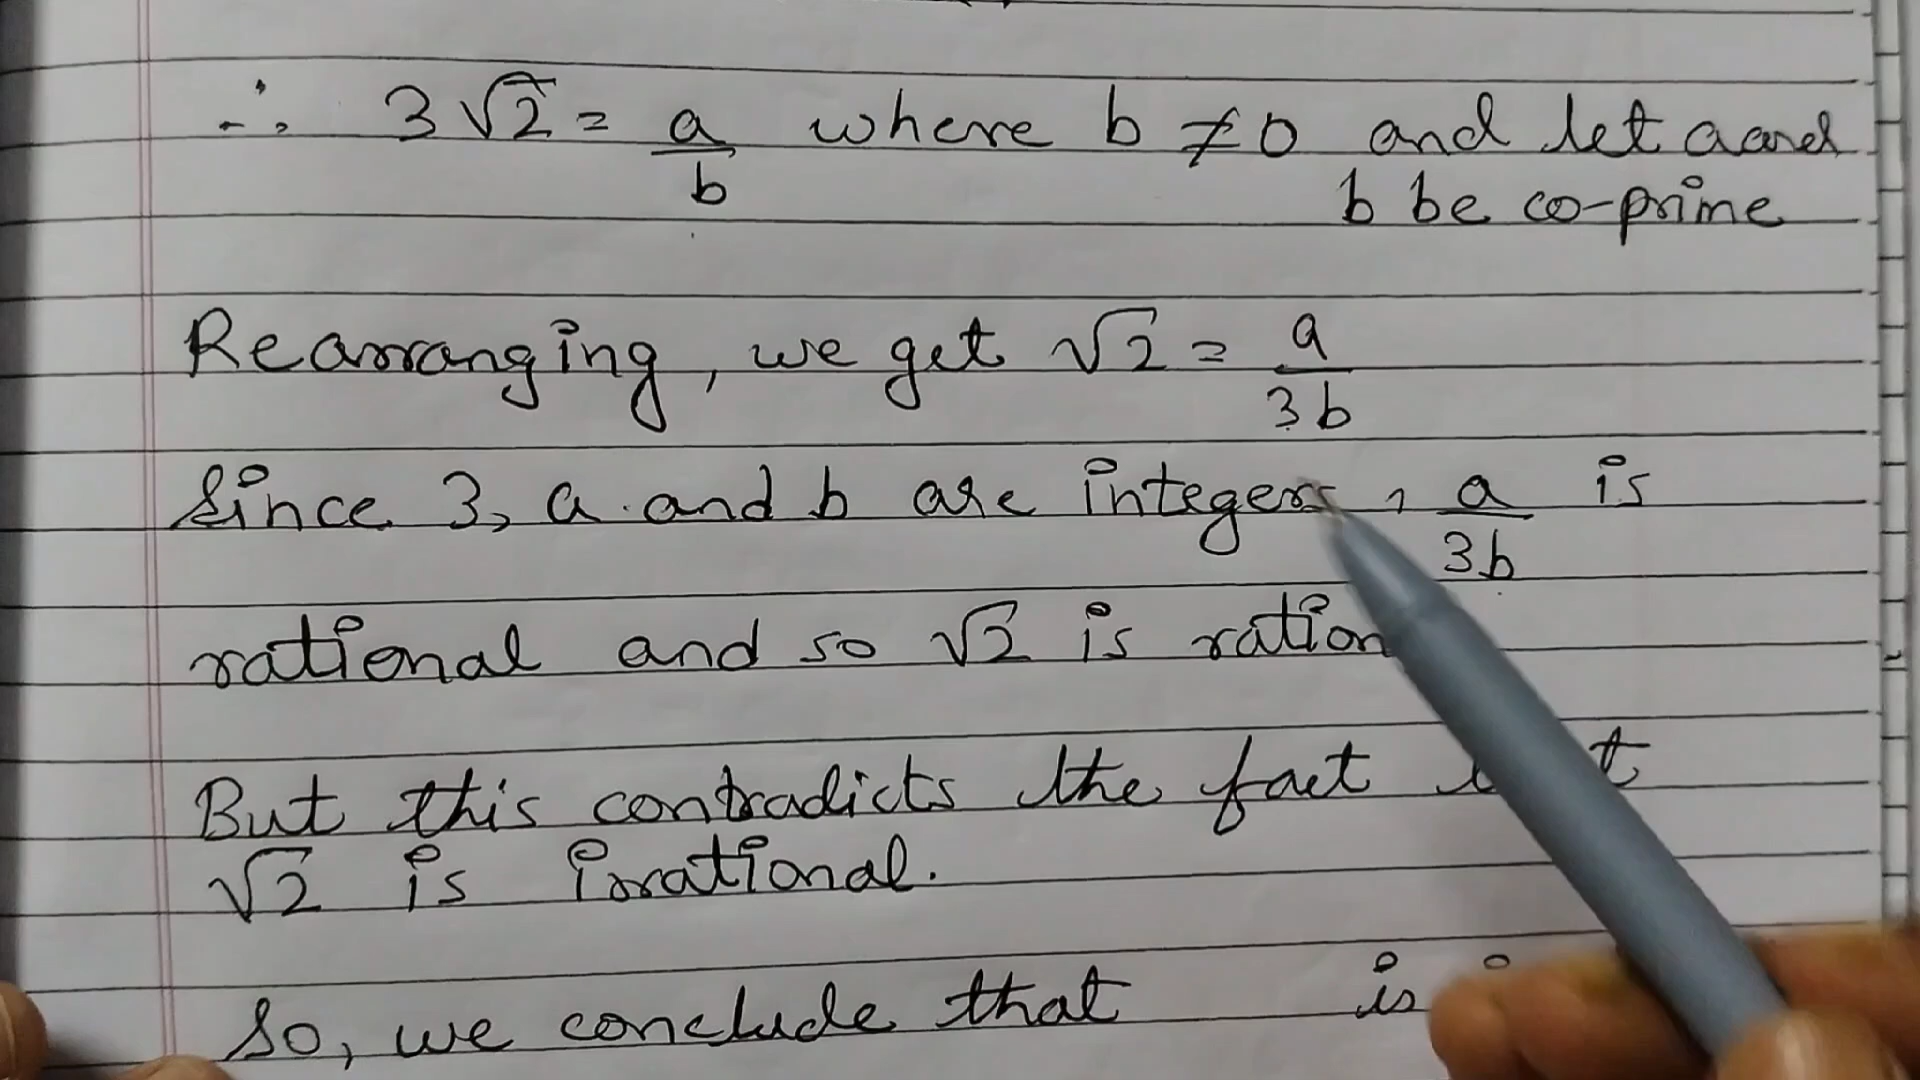 ∴ 3√2 = a/b where b ≠ 0 and let a and
b be co-prime
Rearranging, we get √2 = a/3b
Since 3, a and b are integers, a/3b is
rational and so √2 is
But this contradicts the fact
√2 is irrational.
So, we conclude that is